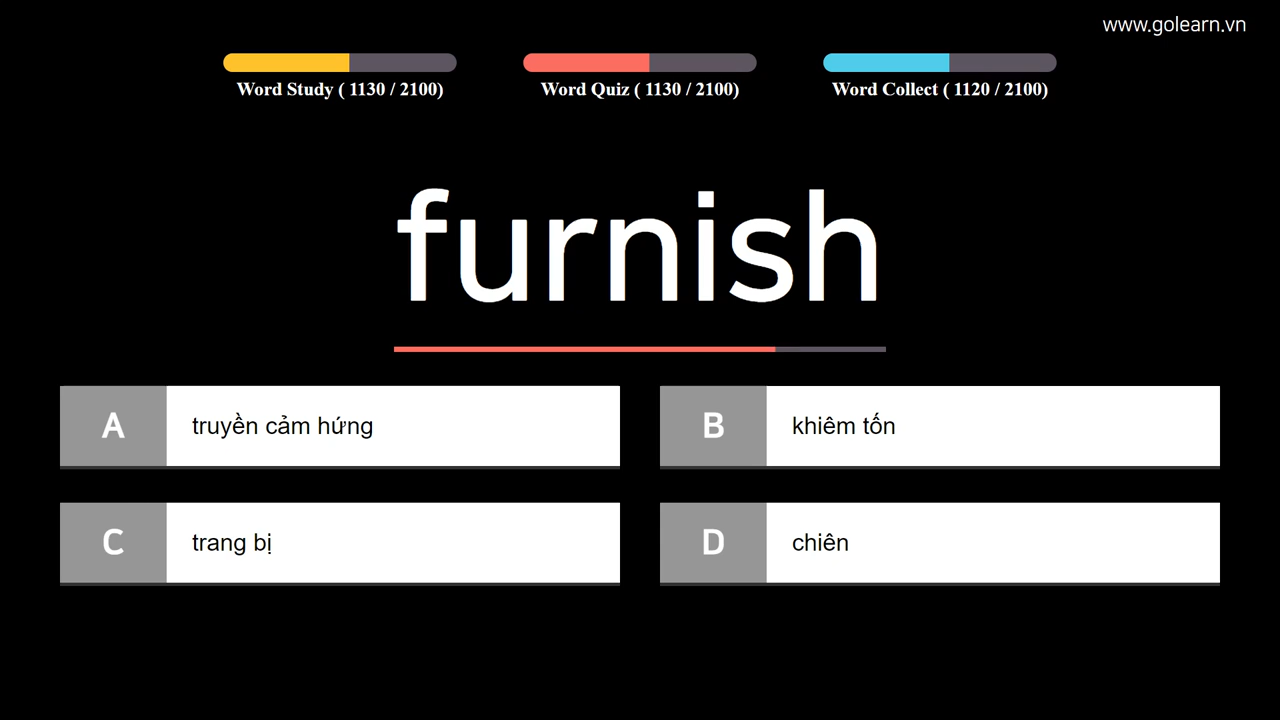 www.golearn.vn
Word Study ( 1130 / 2100)
Word Quiz ( 1130 / 2100)
Word Collect ( 1120 / 2100)
furnish
A truyền cảm hứng
B khiêm tốn
C trang bị
D chiên